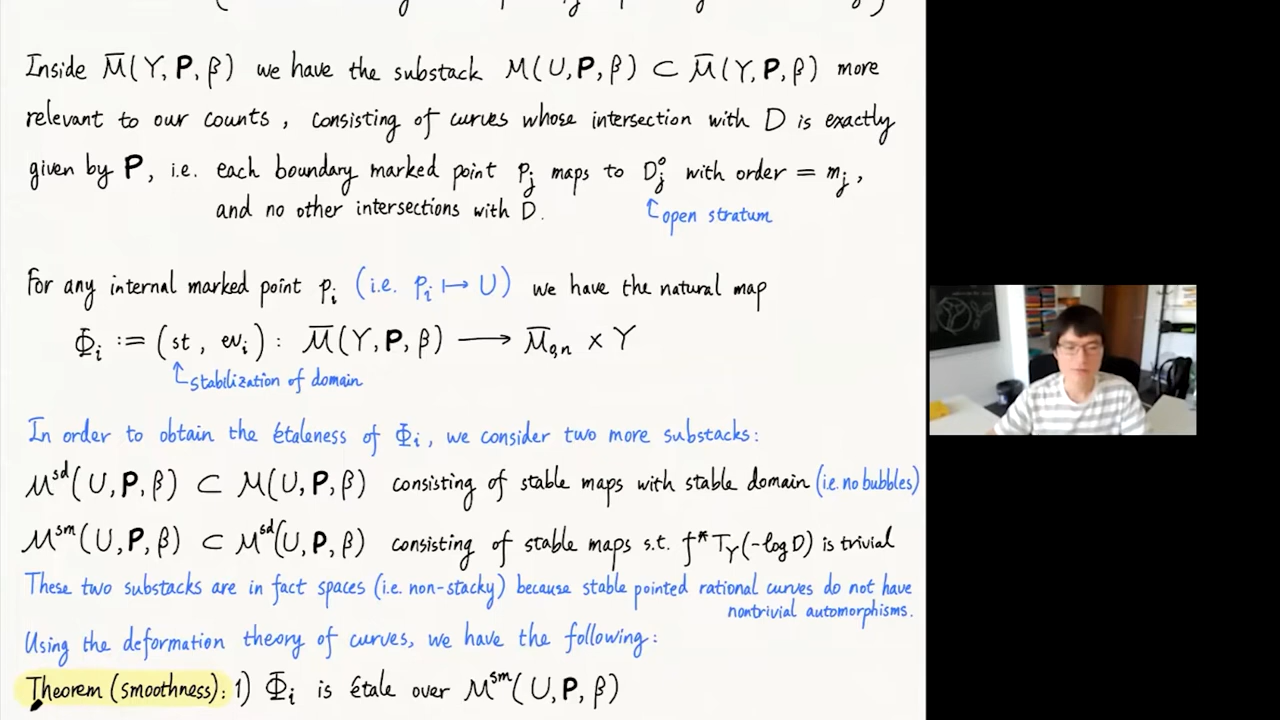 Inside M̄(Y, P, β) we have the substack M(U, P, β) ⊂ M̄(Y, P, β) more
relevant to our counts, consisting of curves whose intersection with D is exactly
given by P, i.e. each boundary marked point pⱼ maps to D°ⱼ with order = mⱼ,
and no other intersections with D.
↑open stratum
For any internal marked point pᵢ (i.e. pᵢ ↦ U) we have the natural map
Φᵢ := (st, evᵢ) : M̄(Y, P, β) ⟶ M̄₀,ₙ × Y
↑stabilization of domain
In order to obtain the étaleness of Φᵢ, we consider two more substacks:
Mˢᵈ(U, P, β) ⊂ M(U, P, β) consisting of stable maps with stable domain (i.e. no bubbles)
Mˢᵐ(U, P, β) ⊂ Mˢᵈ(U, P, β) consisting of stable maps s.t. f*T_Y(-log D) is trivial
These two substacks are in fact spaces (i.e. non-stacky) because stable pointed rational curves do not have
nontrivial automorphisms.
Using the deformation theory of curves, we have the following:
Theorem (smoothness): 1) Φᵢ is étale over Mˢᵐ(U, P, β)